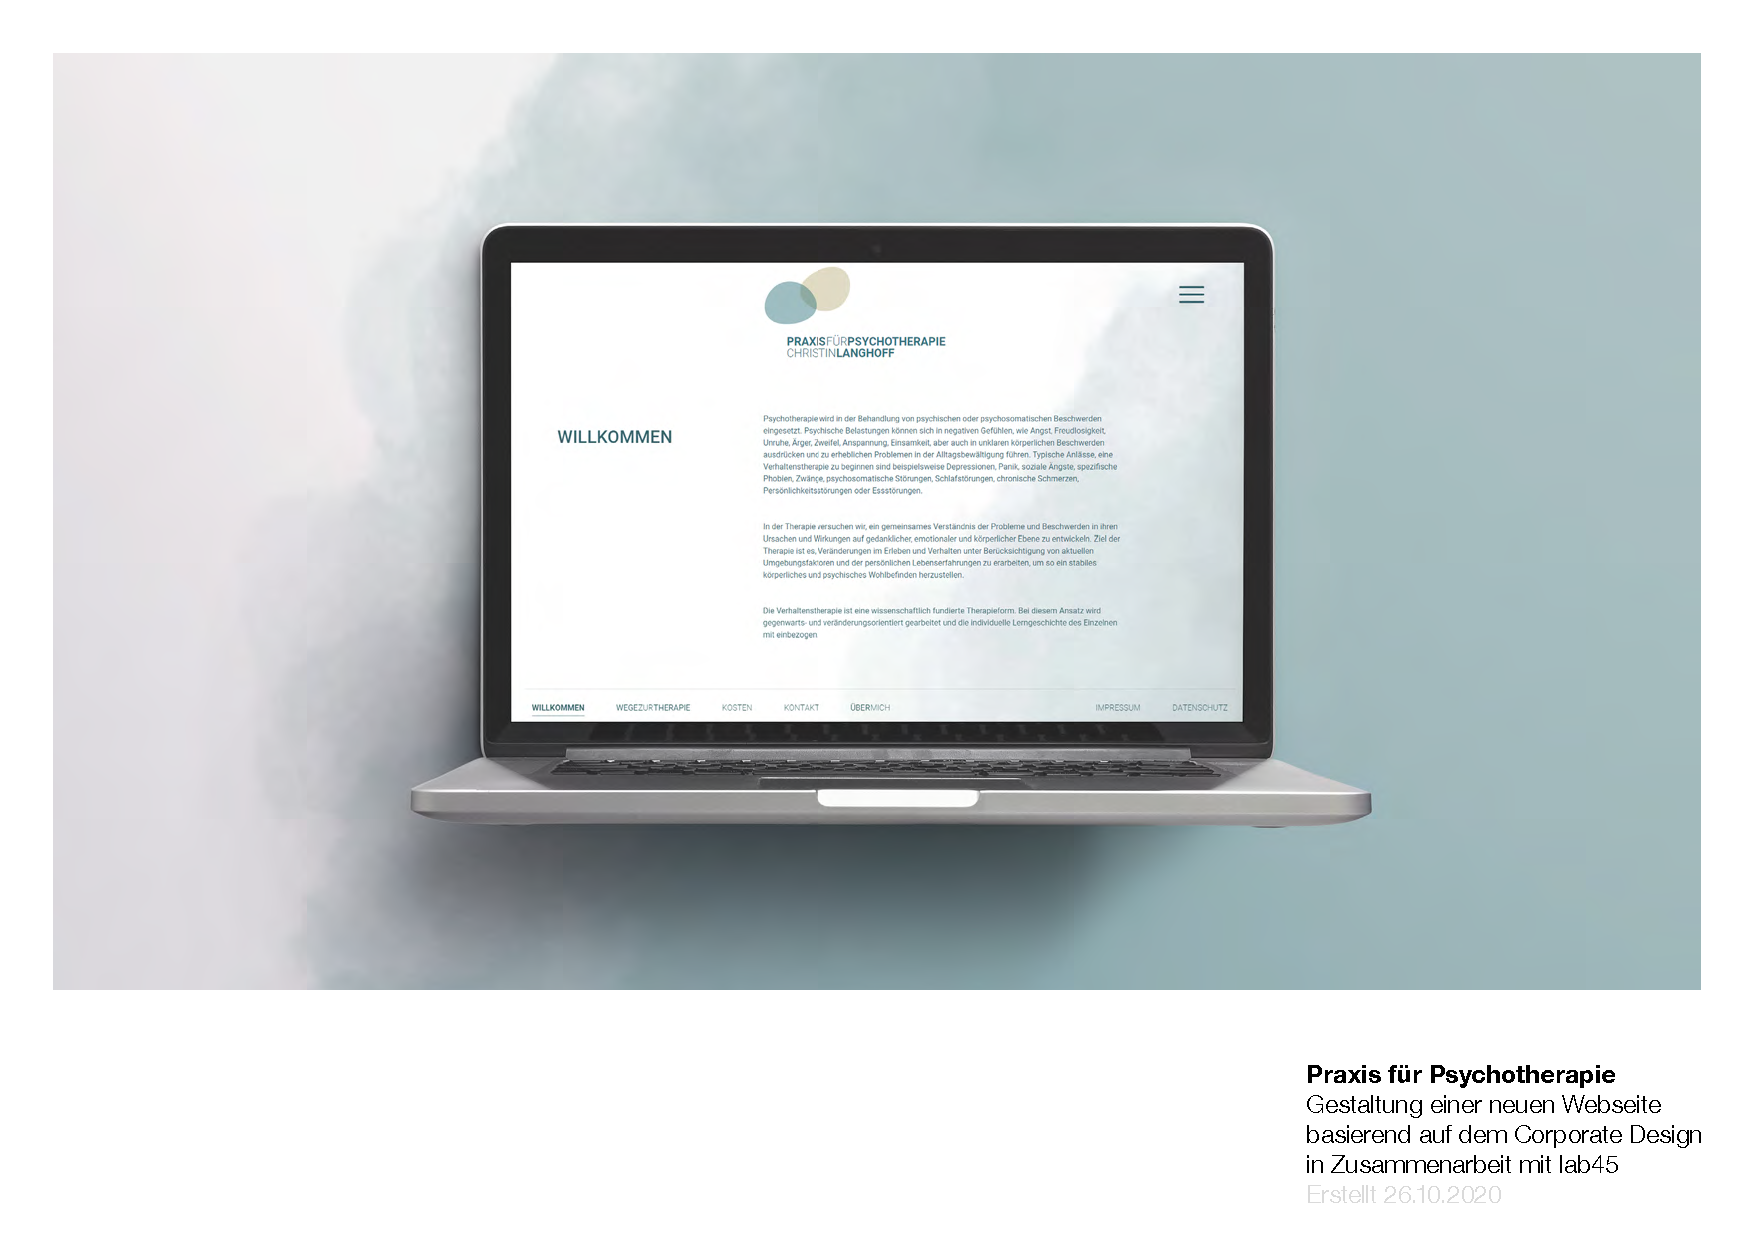 PRAXISFÜRPSYCHOTHERAPIE
CHRISTINLANGHOFF
WILLKOMMEN
Psychotherapie wird in der Behandlung von psychischen oder psychosomatischen Beschwerden
eingesetzt. Psychische Belastungen können sich in negativen Gefühlen, wie Angst, Freudlosigkeit,
Unruhe, Ärger, Zweifel, Anspannung, Einsamkeit, aber auch in unklaren körperlichen Beschwerden
ausdrücken und zu erheblichen Problemen in der Alltagsbewältigung führen. Typische Anlässe, eine
Verhaltenstherapie zu beginnen sind beispielsweise Depressionen, Panik, soziale Ängste, spezifische
Phobien, Zwänge, psychosomatische Störungen, Schlafstörungen, chronische Schmerzen,
Persönlichkeitsstörungen oder Essstörungen.
In der Therapie versuchen wir, ein gemeinsames Verständnis der Probleme und Beschwerden in ihren
Ursachen und Wirkungen auf gedanklicher, emotionaler und körperlicher Ebene zu entwickeln. Ziel der
Therapie ist es, Veränderungen im Erleben und Verhalten unter Berücksichtigung von aktuellen
Umgebungsfaktoren und der persönlichen Lebenserfahrungen zu erarbeiten, um so ein stabiles
körperliches und psychisches Wohlbefinden herzustellen.
Die Verhaltenstherapie ist eine wissenschaftlich fundierte Therapieform. Bei diesem Ansatz wird
gegenwarts- und veränderungsorientiert gearbeitet und die individuelle Lerngeschichte des Einzelnen
mit einbezogen
WILLKOMMEN WEGEZURTHERAPIE KOSTEN KONTAKT ÜBERMICH IMPRESSUM DATENSCHUTZ
Praxis für Psychotherapie
Gestaltung einer neuen Webseite
basierend auf dem Corporate Design
in Zusammenarbeit mit lab45
Erstellt 26.10.2020